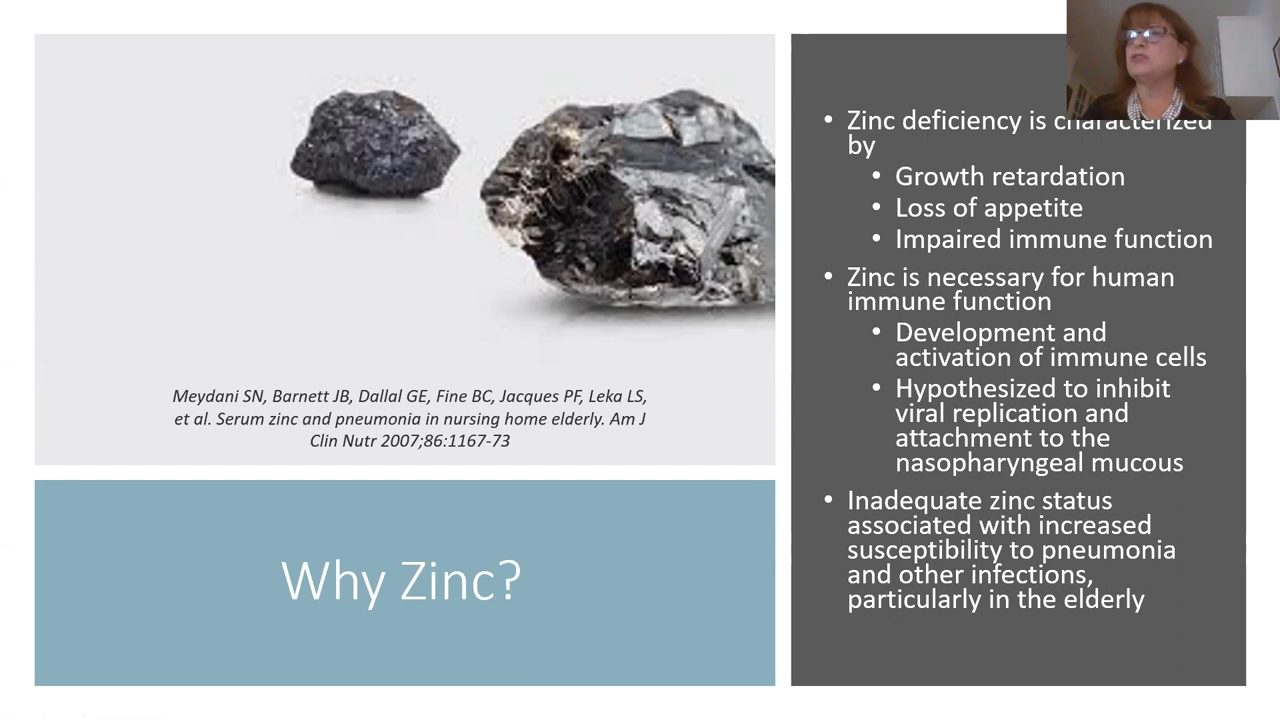 Meydani SN, Barnett JB, Dallal GE, Fine BC, Jacques PF, Leka LS,
et al. Serum zinc and pneumonia in nursing home elderly. Am J
Clin Nutr 2007;86:1167-73
Why Zinc?
• Zinc deficiency is characterized
by
• Growth retardation
• Loss of appetite
• Impaired immune function
• Zinc is necessary for human
immune function
• Development and
activation of immune cells
• Hypothesized to inhibit
viral replication and
attachment to the
nasopharyngeal mucous
• Inadequate zinc status
associated with increased
susceptibility to pneumonia
and other infections,
particularly in the elderly